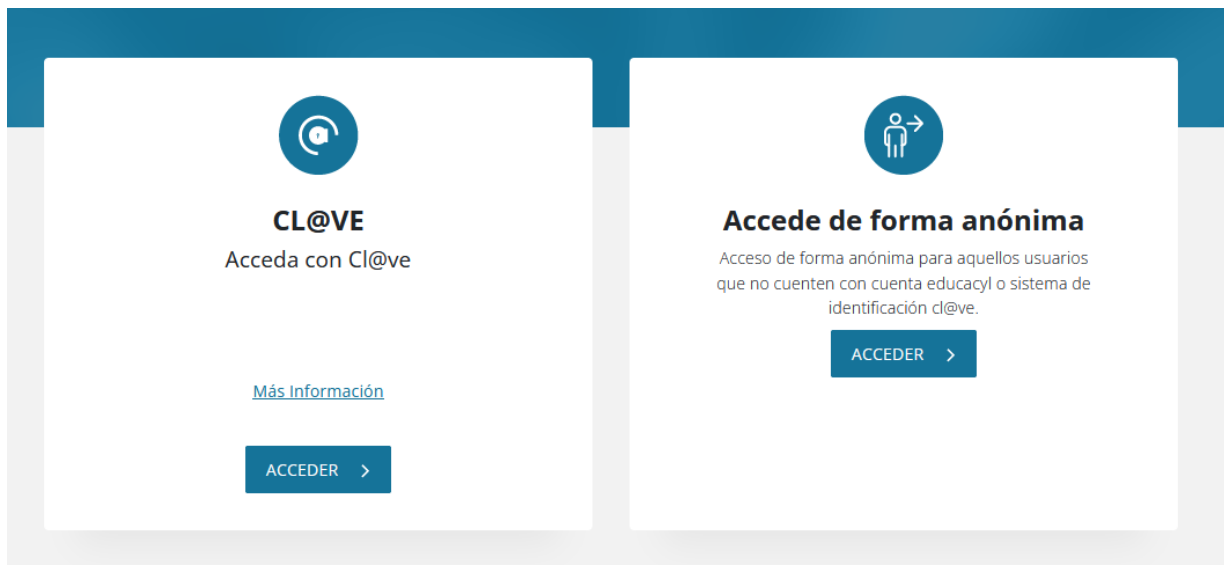 CL@VE
Acceda con Cl@ve
Más Información
ACCEDER
Accede de forma anónima
Acceso de forma anónima para aquellos usuarios
que no cuenten con cuenta educacyl o sistema de
identificación cl@ve.
ACCEDER